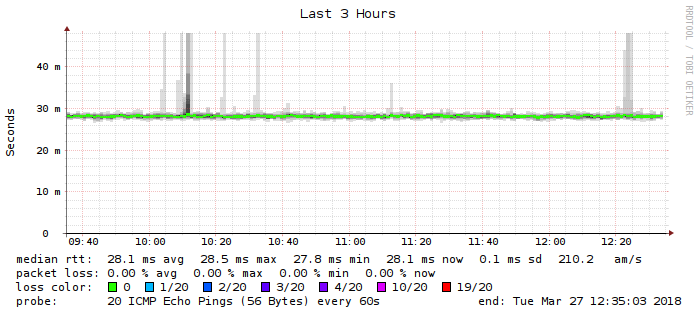 Last 3 Hours
RRDTOOL / TOBI OETIKER
Seconds
40 m
30 m
20 m
10 m
0
09:40 10:00 10:20 10:40 11:00 11:20 11:40 12:00 12:20
median rtt: 28.1 ms avg 28.5 ms max 27.8 ms min 28.1 ms now 0.1 ms sd 210.2 am/s
packet loss: 0.00 % avg 0.00 % max 0.00 % min 0.00 % now
loss color: 0 1/20 2/20 3/20 4/20 10/20 19/20
probe: 20 ICMP Echo Pings (56 Bytes) every 60s end: Tue Mar 27 12:35:03 2018